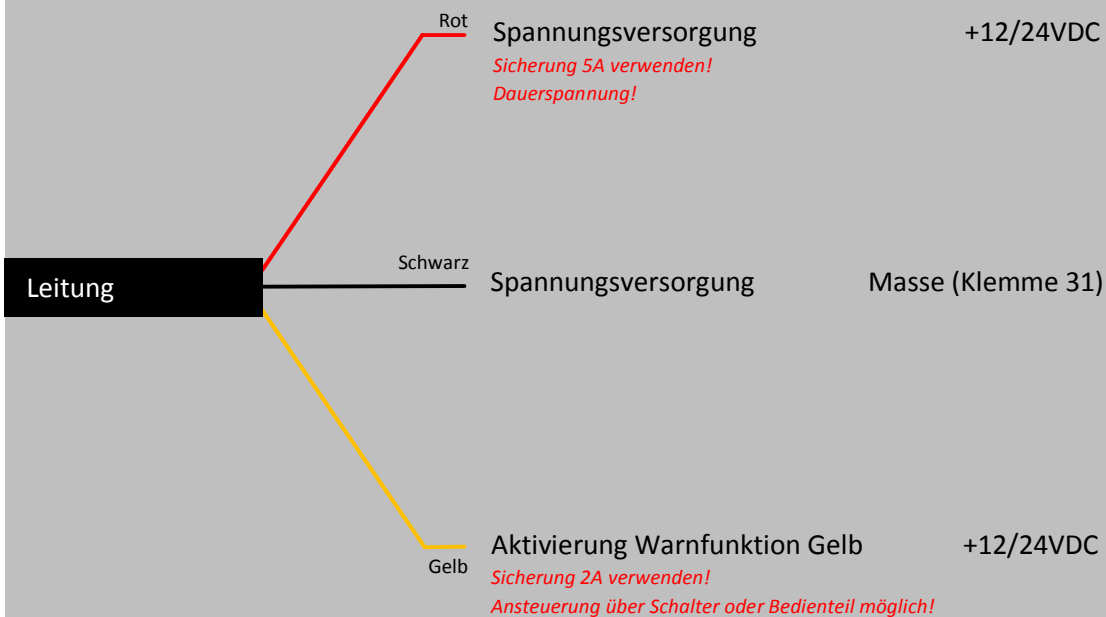 Rot
Spannungsversorgung +12/24VDC
Sicherung 5A verwenden!
Dauerspannung!
Leitung
Schwarz
Spannungsversorgung Masse (Klemme 31)
Gelb
Aktivierung Warnfunktion Gelb +12/24VDC
Sicherung 2A verwenden!
Ansteuerung über Schalter oder Bedienteil möglich!